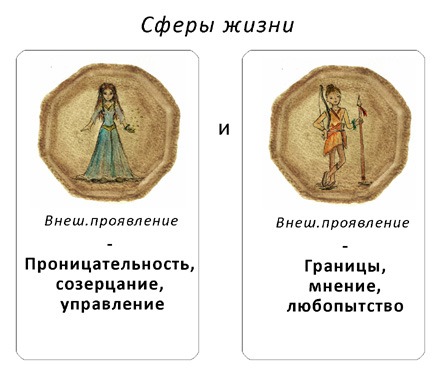 Сферы жизни
и
Внеш.проявление
-
Проницательность,
созерцание,
управление
Внеш.проявление
-
Границы,
мнение,
любопытство